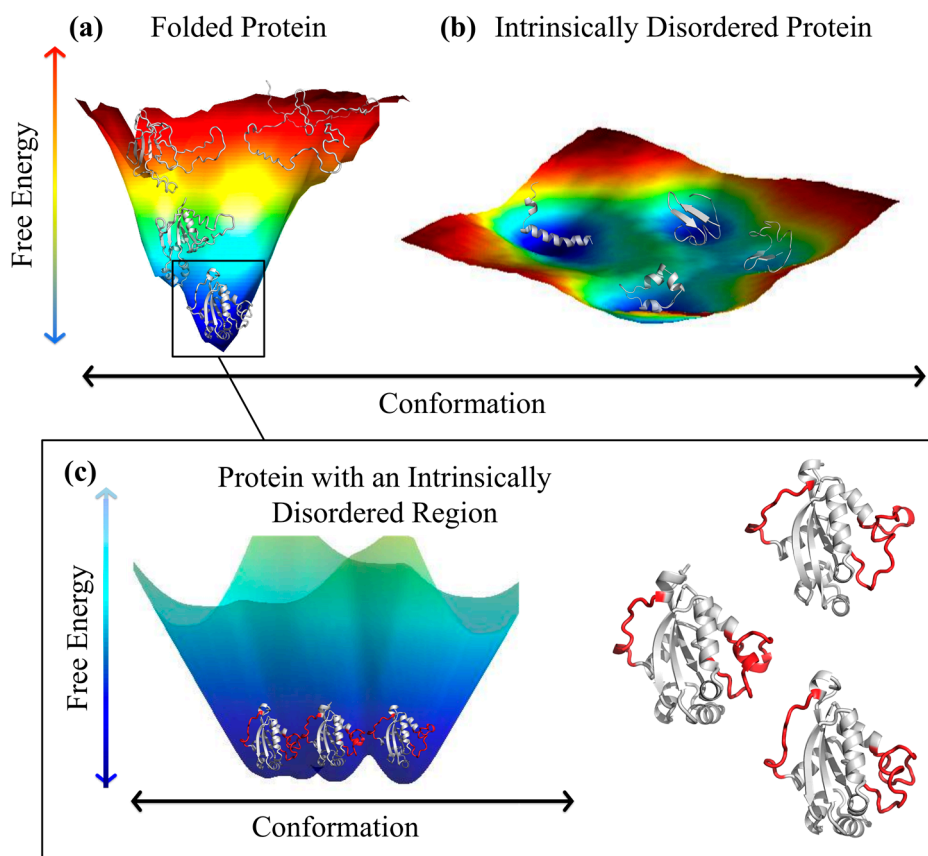 (a) Folded Protein
(b) Intrinsically Disordered Protein
Free Energy
Conformation
(c) Protein with an Intrinsically
Disordered Region
Free Energy
Conformation